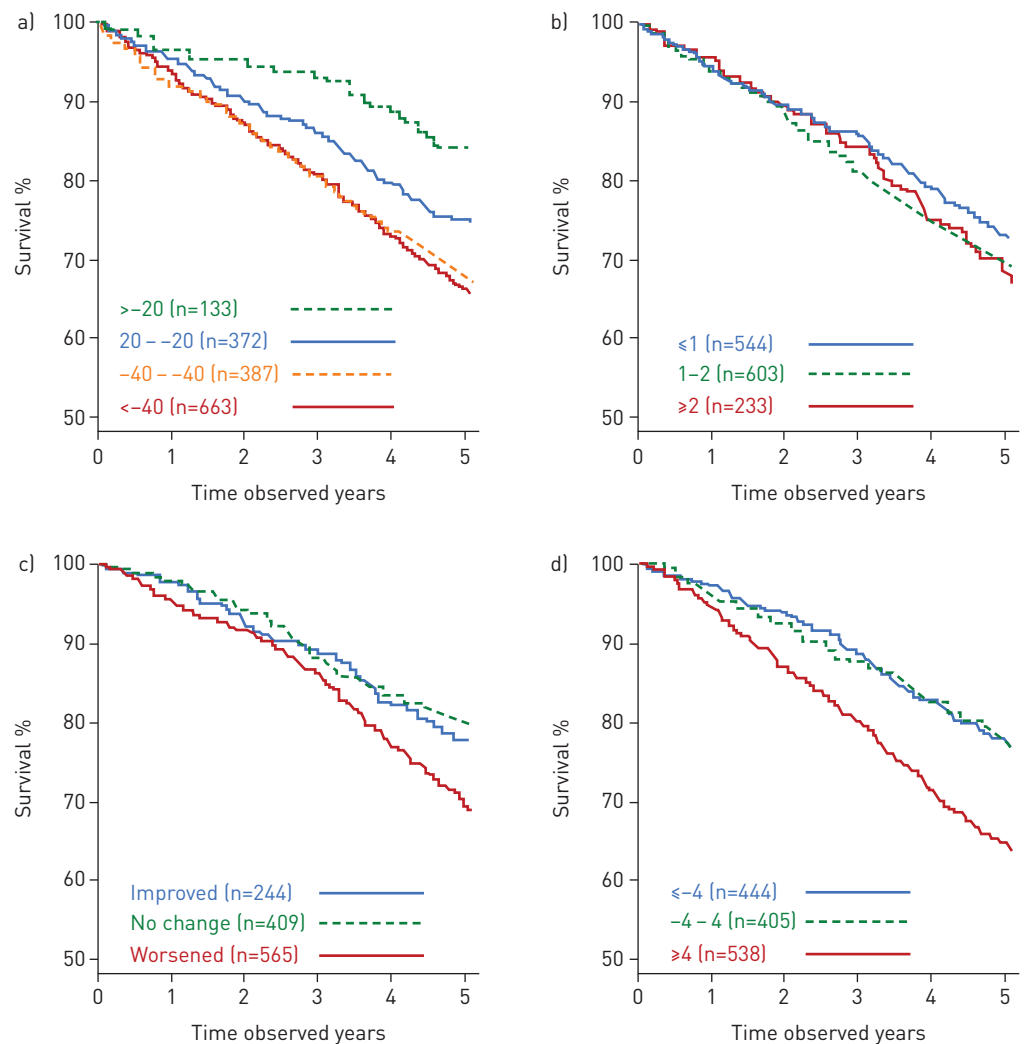 a)
100
90
80
70
60
50
Survival %
>–20 (n=133)
20 – –20 (n=372)
–40 – –40 (n=387)
<–40 (n=663)
0 1 2 3 4 5
Time observed years
b)
100
90
80
70
60
50
Survival %
≤1 (n=544)
1–2 (n=603)
≥2 (n=233)
0 1 2 3 4 5
Time observed years
c)
100
90
80
70
60
50
Survival %
Improved (n=244)
No change (n=409)
Worsened (n=565)
0 1 2 3 4 5
Time observed years
d)
100
90
80
70
60
50
Survival %
≤–4 (n=444)
–4 – 4 (n=405)
≥4 (n=538)
0 1 2 3 4 5
Time observed years